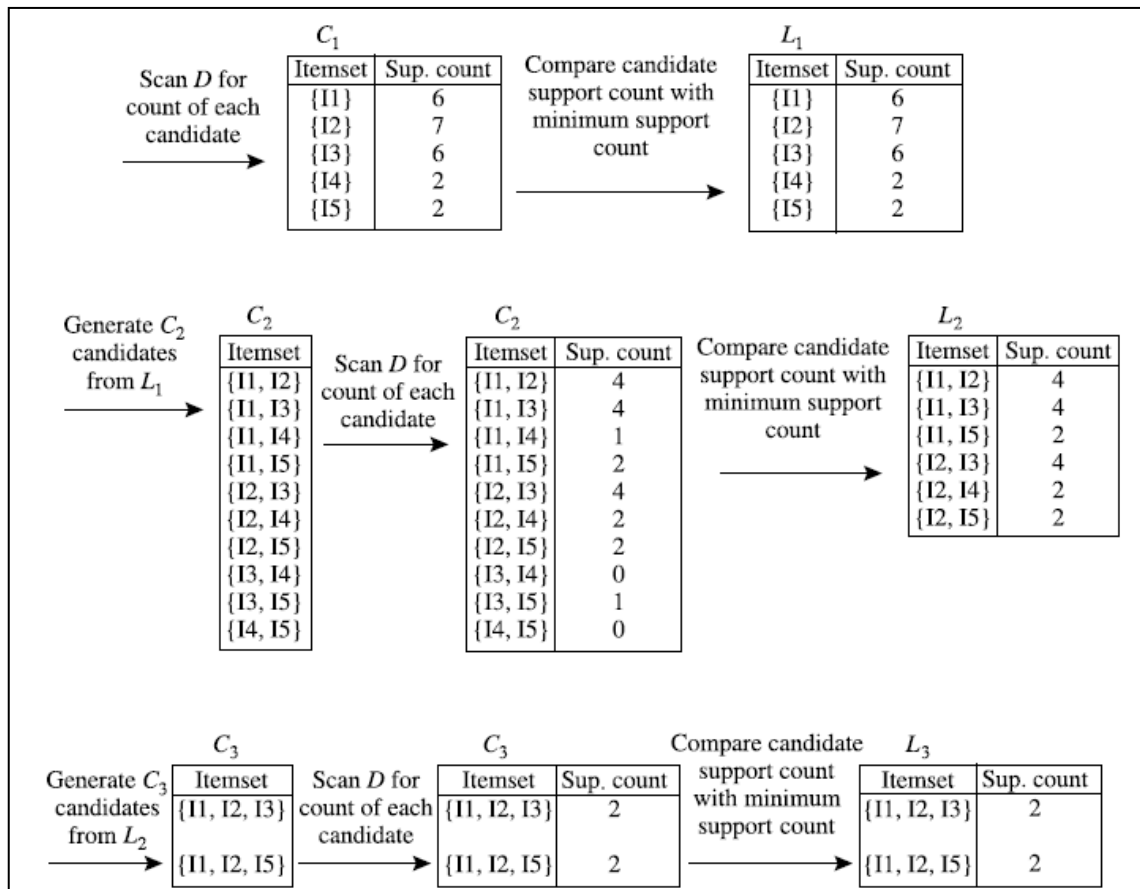 C1
Scan D for
count of each
candidate
Itemset Sup. count
{I1} 6
{I2} 7
{I3} 6
{I4} 2
{I5} 2
Compare candidate
support count with
minimum support
count
L1
Itemset Sup. count
{I1} 6
{I2} 7
{I3} 6
{I4} 2
{I5} 2
Generate C2
candidates
from L1
C2
Itemset
{I1, I2}
{I1, I3}
{I1, I4}
{I1, I5}
{I2, I3}
{I2, I4}
{I2, I5}
{I3, I4}
{I3, I5}
{I4, I5}
Scan D for
count of each
candidate
C2
Itemset Sup. count
{I1, I2} 4
{I1, I3} 4
{I1, I4} 1
{I1, I5} 2
{I2, I3} 4
{I2, I4} 2
{I2, I5} 2
{I3, I4} 0
{I3, I5} 1
{I4, I5} 0
Compare candidate
support count with
minimum support
count
L2
Itemset Sup. count
{I1, I2} 4
{I1, I3} 4
{I1, I5} 2
{I2, I3} 4
{I2, I4} 2
{I2, I5} 2
Generate C3
candidates
from L2
C3
Itemset
{I1, I2, I3}
{I1, I2, I5}
Scan D for
count of each
candidate
C3
Itemset Sup. count
{I1, I2, I3} 2
{I1, I2, I5} 2
Compare candidate
support count
with minimum
support count
L3
Itemset Sup. count
{I1, I2, I3} 2
{I1, I2, I5} 2